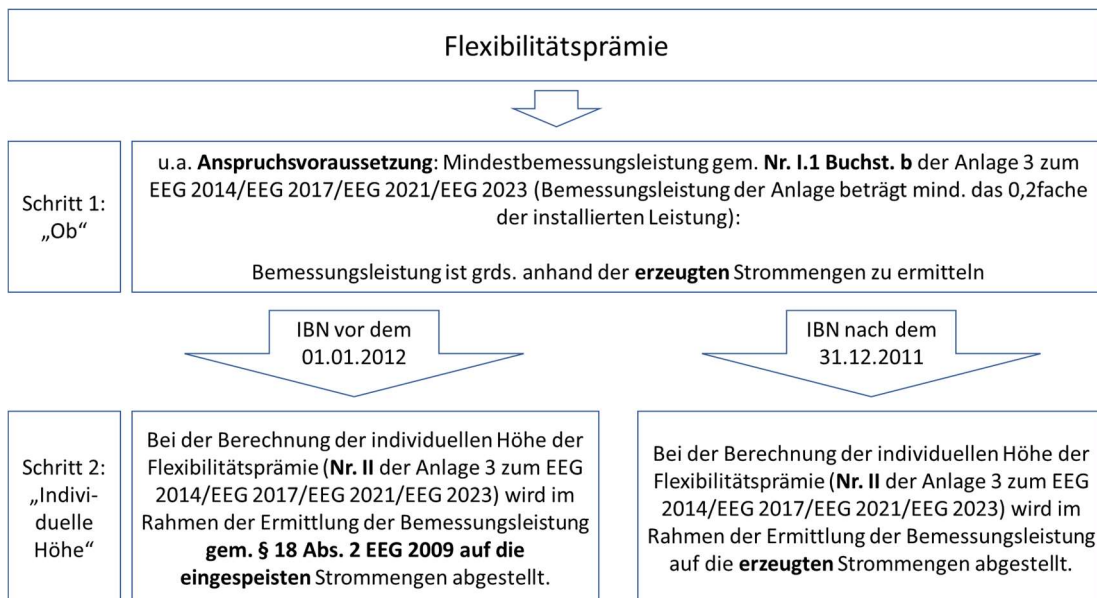 Flexibilitätsprämie
Schritt 1:
„Ob“
u.a. Anspruchsvoraussetzung: Mindestbemessungsleistung gem. Nr. I.1 Buchst. b der Anlage 3 zum
EEG 2014/EEG 2017/EEG 2021/EEG 2023 (Bemessungsleistung der Anlage beträgt mind. das 0,2fache
der installierten Leistung):
Bemessungsleistung ist grds. anhand der erzeugten Strommengen zu ermitteln
IBN vor dem
01.01.2012
IBN nach dem
31.12.2011
Schritt 2:
„Indivi-
duelle
Höhe“
Bei der Berechnung der individuellen Höhe der
Flexibilitätsprämie (Nr. II der Anlage 3 zum EEG
2014/EEG 2017/EEG 2021/EEG 2023) wird im
Rahmen der Ermittlung der Bemessungsleistung
gem. § 18 Abs. 2 EEG 2009 auf die
eingespeisten Strommengen abgestellt.
Bei der Berechnung der individuellen Höhe der
Flexibilitätsprämie (Nr. II der Anlage 3 zum EEG
2014/EEG 2017/EEG 2021/EEG 2023) wird im
Rahmen der Ermittlung der Bemessungsleistung
auf die erzeugten Strommengen abgestellt.